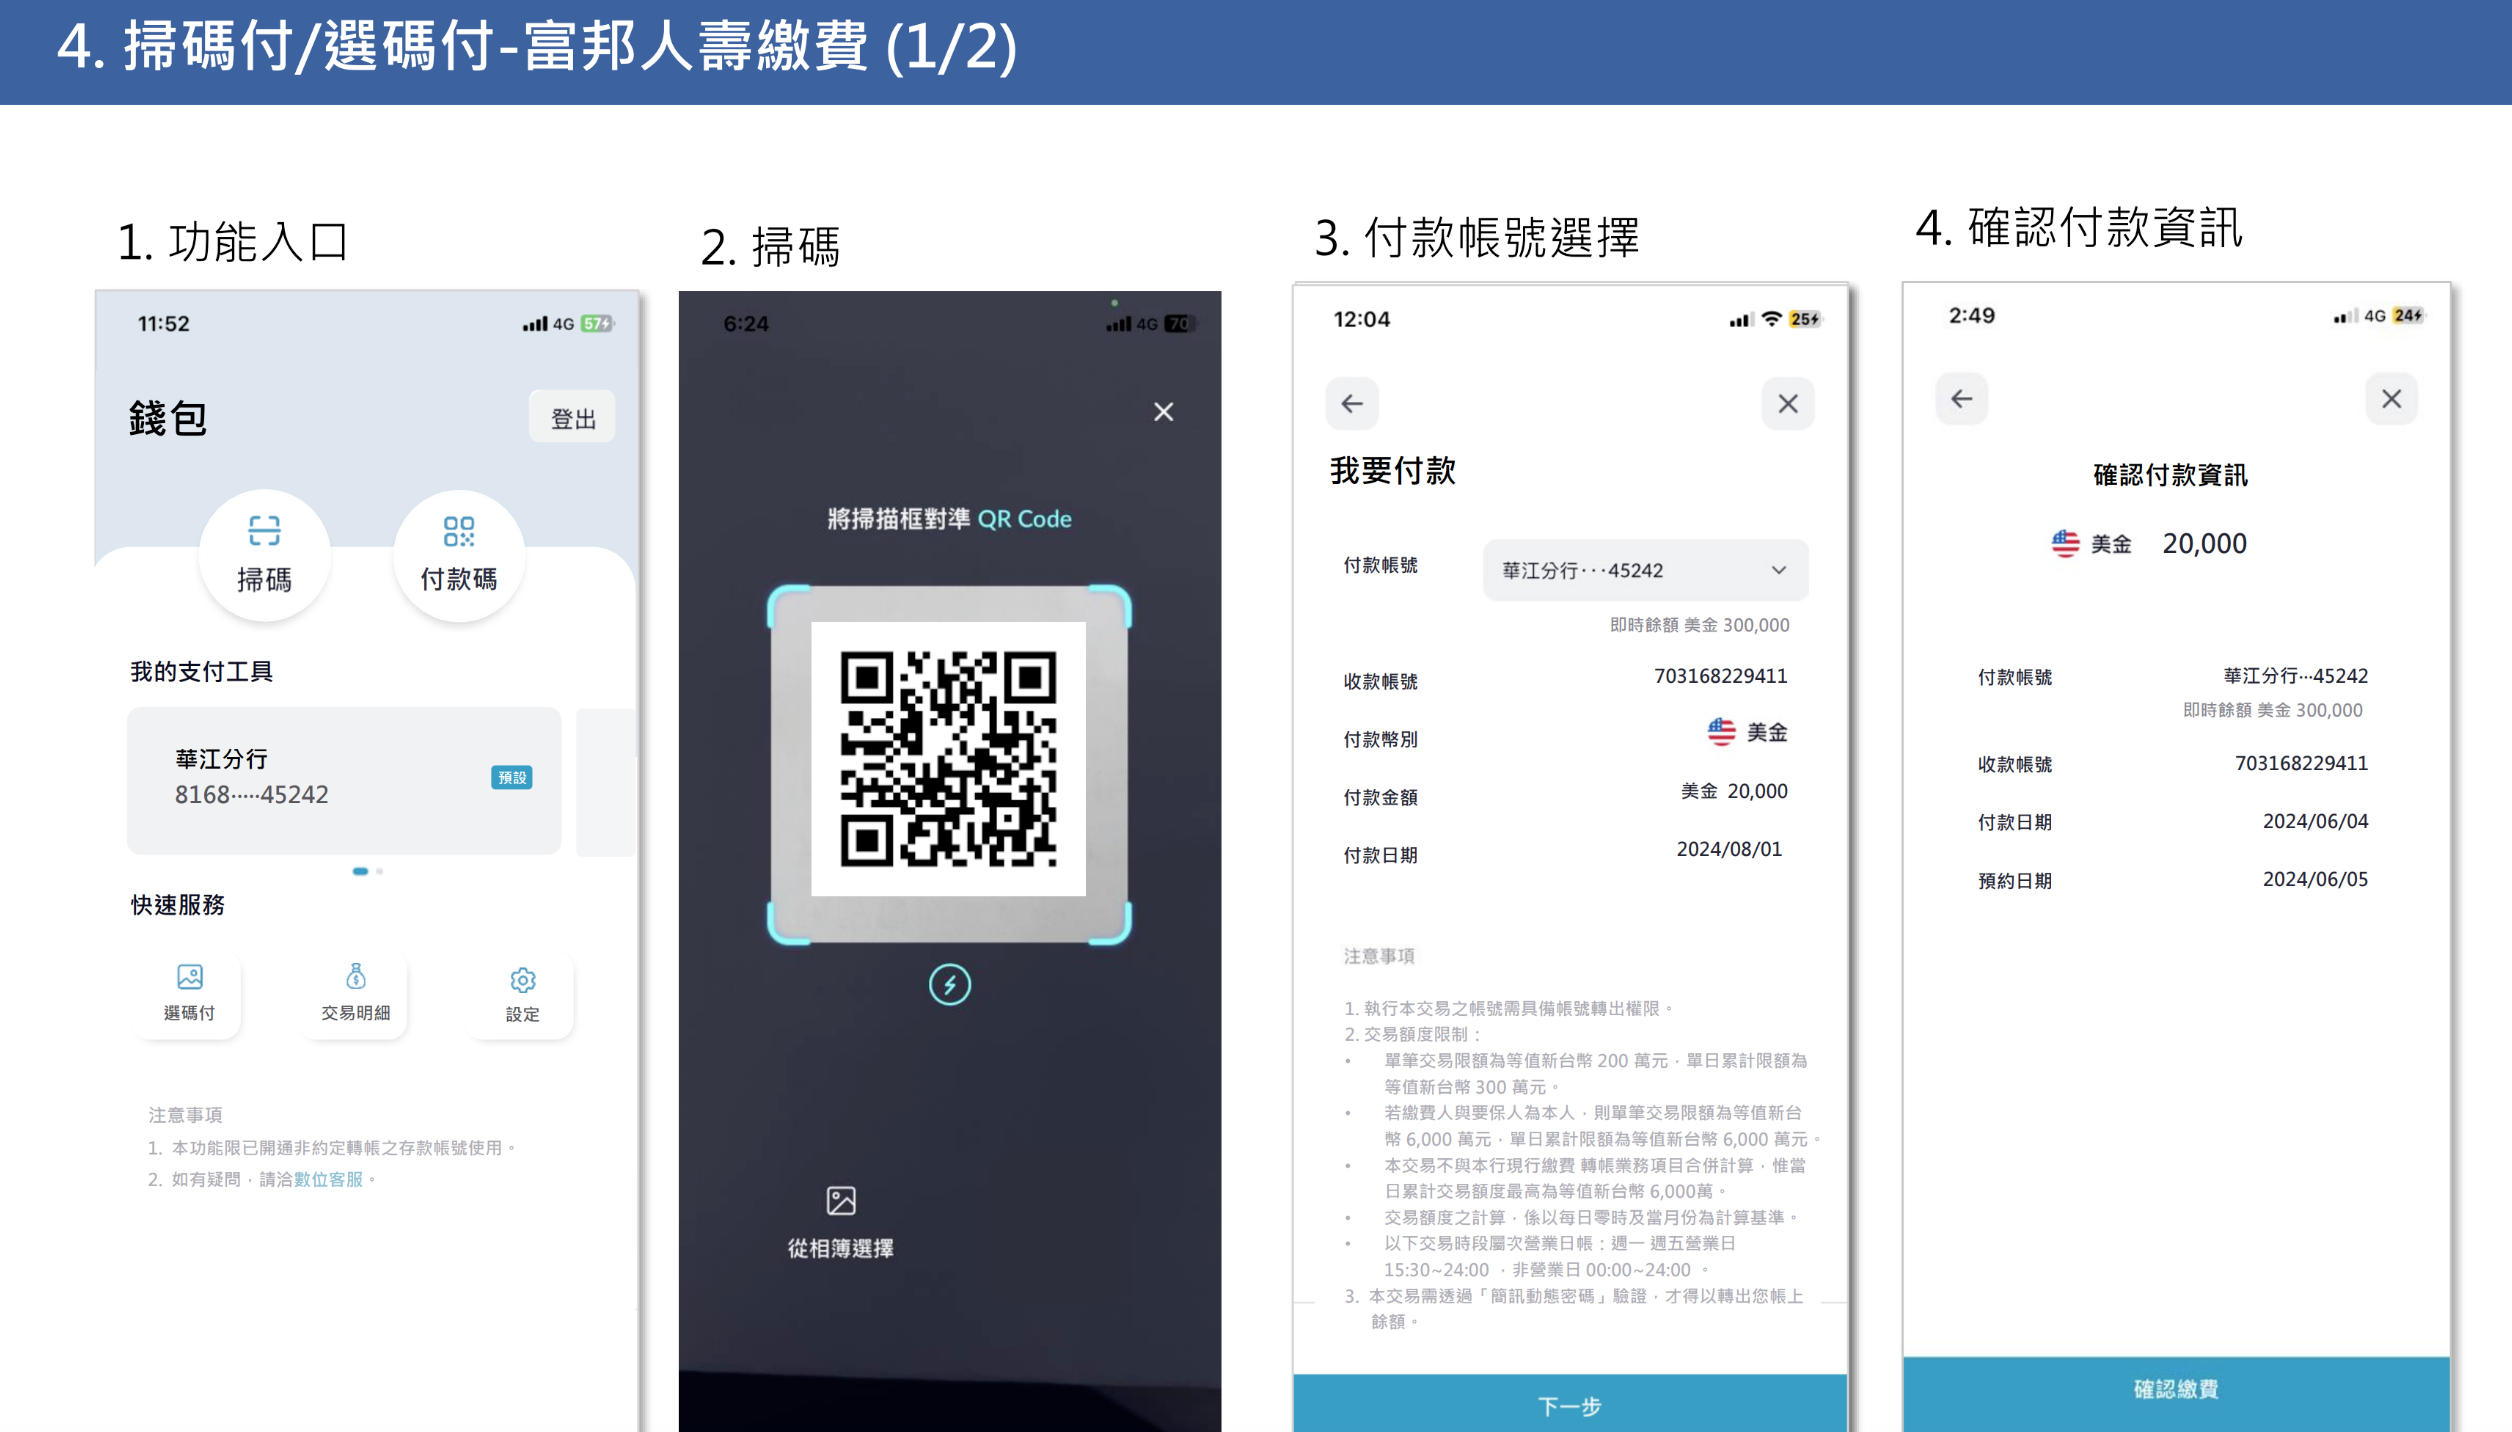 4. 掃碼付/選碼付-富邦人壽繳費 (1/2)
1. 功能入口
11:52
4G 57
錢包
登出
掃碼
付款碼
我的支付工具
華江分行
8168·····45242
預設
快速服務
選碼付
交易明細
設定
注意事項
1. 本功能限已開通非約定轉帳之存款帳號使用。
2. 如有疑問，請洽數位客服。
2. 掃碼
6:24
4G 70
將掃描框對準 QR Code
從相簿選擇
3. 付款帳號選擇
12:04
25
我要付款
付款帳號
華江分行···45242
即時餘額 美金 300,000
收款帳號
703168229411
付款幣別
美金
付款金額
美金 20,000
付款日期
2024/08/01
注意事項
1. 執行本交易之帳號需具備帳號轉出權限。
2. 交易額度限制：
• 單筆交易限額為等值新台幣 200 萬元，單日累計限額為
等值新台幣 300 萬元。
• 若繳費人與要保人為本人，則單筆交易限額為等值新台
幣 6,000 萬元，單日累計限額為等值新台幣 6,000 萬元。
• 本交易不與本行現行繳費 轉帳業務項目合併計算，惟當
日累計交易額度最高為等值新台幣 6,000萬。
• 交易額度之計算，係以每日零時及當月份為計算基準。
• 以下交易時段屬次營業日帳：週一 週五營業日
15:30~24:00 ，非營業日 00:00~24:00 。
3. 本交易需透過「簡訊動態密碼」驗證，才得以轉出您帳上
餘額。
下一步
4. 確認付款資訊
2:49
4G 24
確認付款資訊
美金 20,000
付款帳號
華江分行···45242
即時餘額 美金 300,000
收款帳號
703168229411
付款日期
2024/06/04
預約日期
2024/06/05
確認繳費